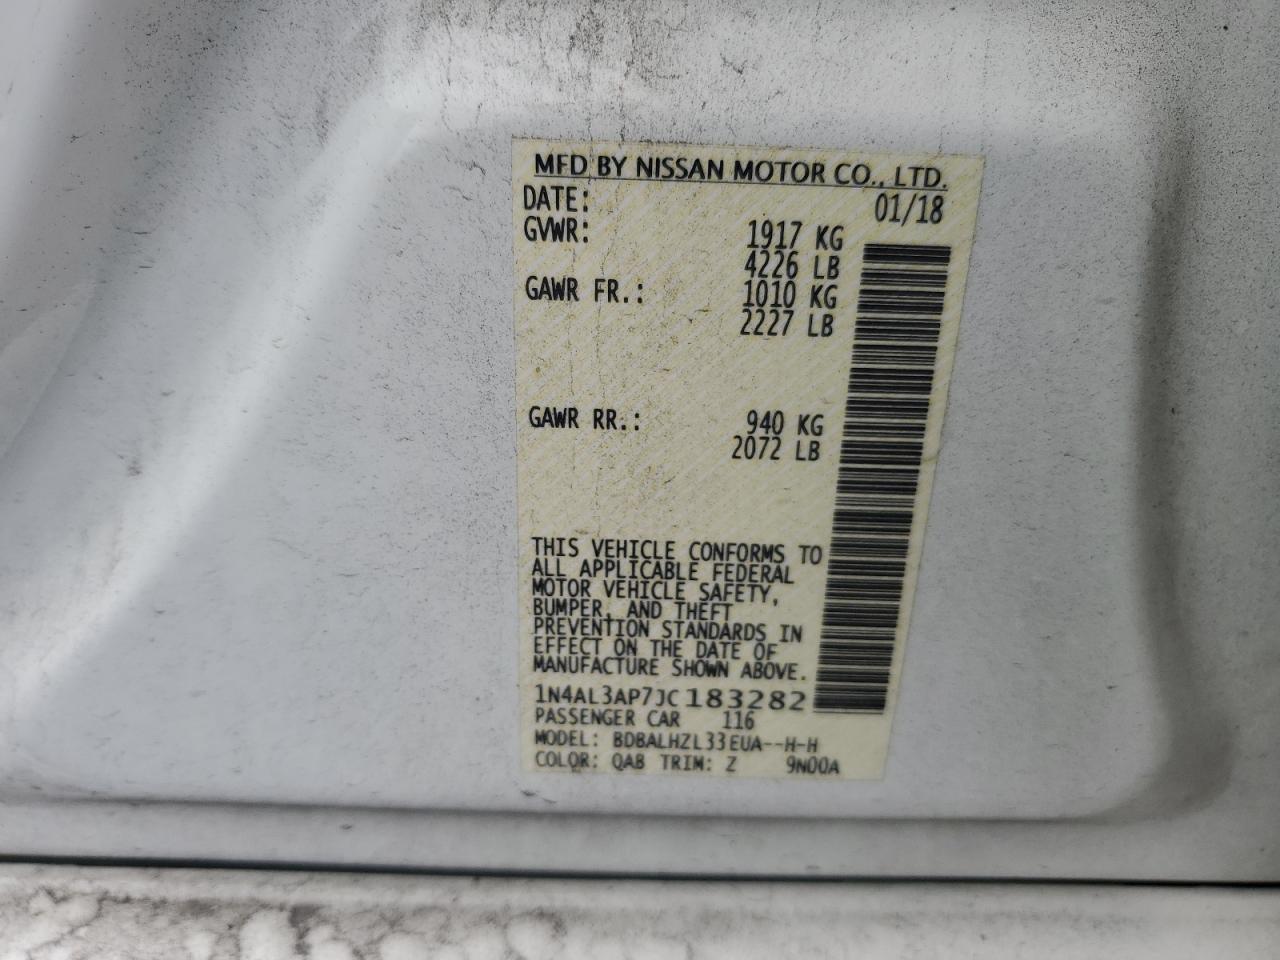 MFD BY NISSAN MOTOR CO., LTD.
DATE: 01/18
GVWR: 1917 KG
4226 LB
GAWR FR.: 1010 KG
2227 LB
GAWR RR.: 940 KG
2072 LB
THIS VEHICLE CONFORMS TO
ALL APPLICABLE FEDERAL
MOTOR VEHICLE SAFETY,
BUMPER, AND THEFT
PREVENTION STANDARDS IN
EFFECT ON THE DATE OF
MANUFACTURE SHOWN ABOVE.
1N4AL3AP7JC183282
PASSENGER CAR 116
MODEL: BDBALHZL33EUA--H-H
COLOR: QAB TRIM: Z 9N00A